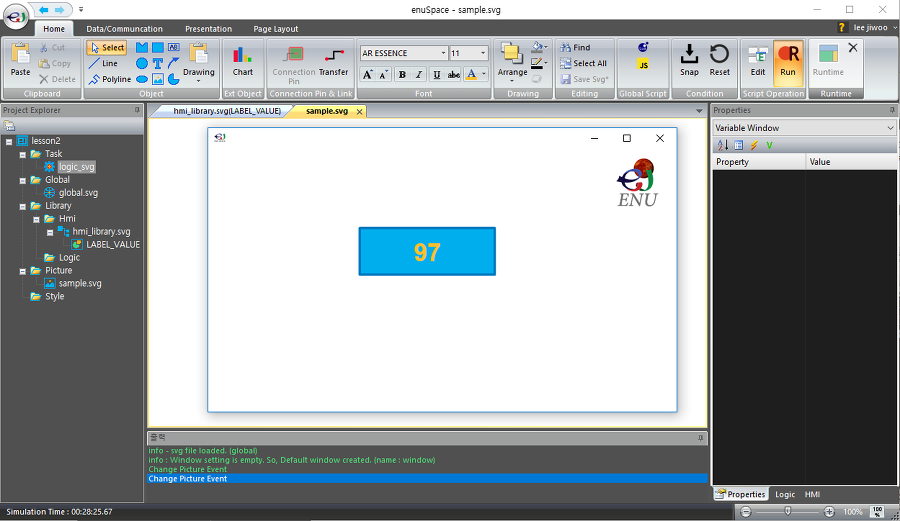 enuSpace - sample.svg
Home Data/Communcation Presentation Page Layout
? lee jiwoo
Paste Cut Copy Delete
Clipboard
Select Line Polyline AB T Drawing
Object
Chart
Ext Object
Connection Pin Transfer
Connection Pin & Link
AR ESSENCE 11
A A B I U abc A
Font
Arrange
Drawing
Find
Select All
Save Svg*
Editing
JS
Global Script
Snap Reset
Condition
Edit Run
Script Operation
Runtime
Runtime
Project Explorer
lesson2
Task
logic_svg
Global
global.svg
Library
Hmi
hmi_library.svg
LABEL_VALUE
Logic
Picture
sample.svg
Style
hmi_library.svg(LABEL_VALUE) sample.svg
ENU
97
출력
info - svg file loaded. (global)
info : Window setting is empty. So, Default window created. (name : window)
Change Picture Event
Change Picture Event
Properties
Variable Window
Property Value
Properties Logic HMI
Simulation Time : 00:28:25.67
100% 100 %